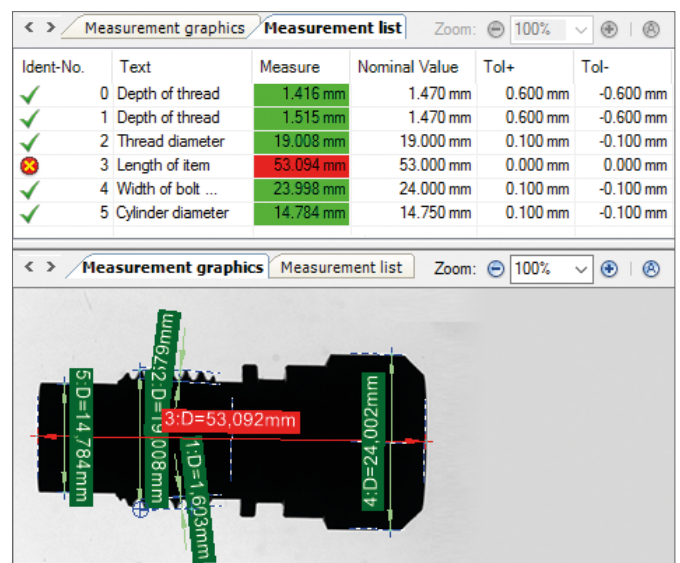 Measurement graphics Measurement list Zoom: 100%
Ident-No. Text Measure Nominal Value Tol+ Tol-
0 Depth of thread 1.416 mm 1.470 mm 0.600 mm -0.600 mm
1 Depth of thread 1.515 mm 1.470 mm 0.600 mm -0.600 mm
2 Thread diameter 19.008 mm 19.000 mm 0.100 mm -0.100 mm
3 Length of item 53.094 mm 53.000 mm 0.000 mm 0.000 mm
4 Width of bolt ... 23.998 mm 24.000 mm 0.100 mm -0.100 mm
5 Cylinder diameter 14.784 mm 14.750 mm 0.100 mm -0.100 mm
Measurement graphics Measurement list Zoom: 100%
5:D=14,784mm
2:D=19,008mm
3:D=53,092mm
1:D=1,603mm
4:D=24,002mm